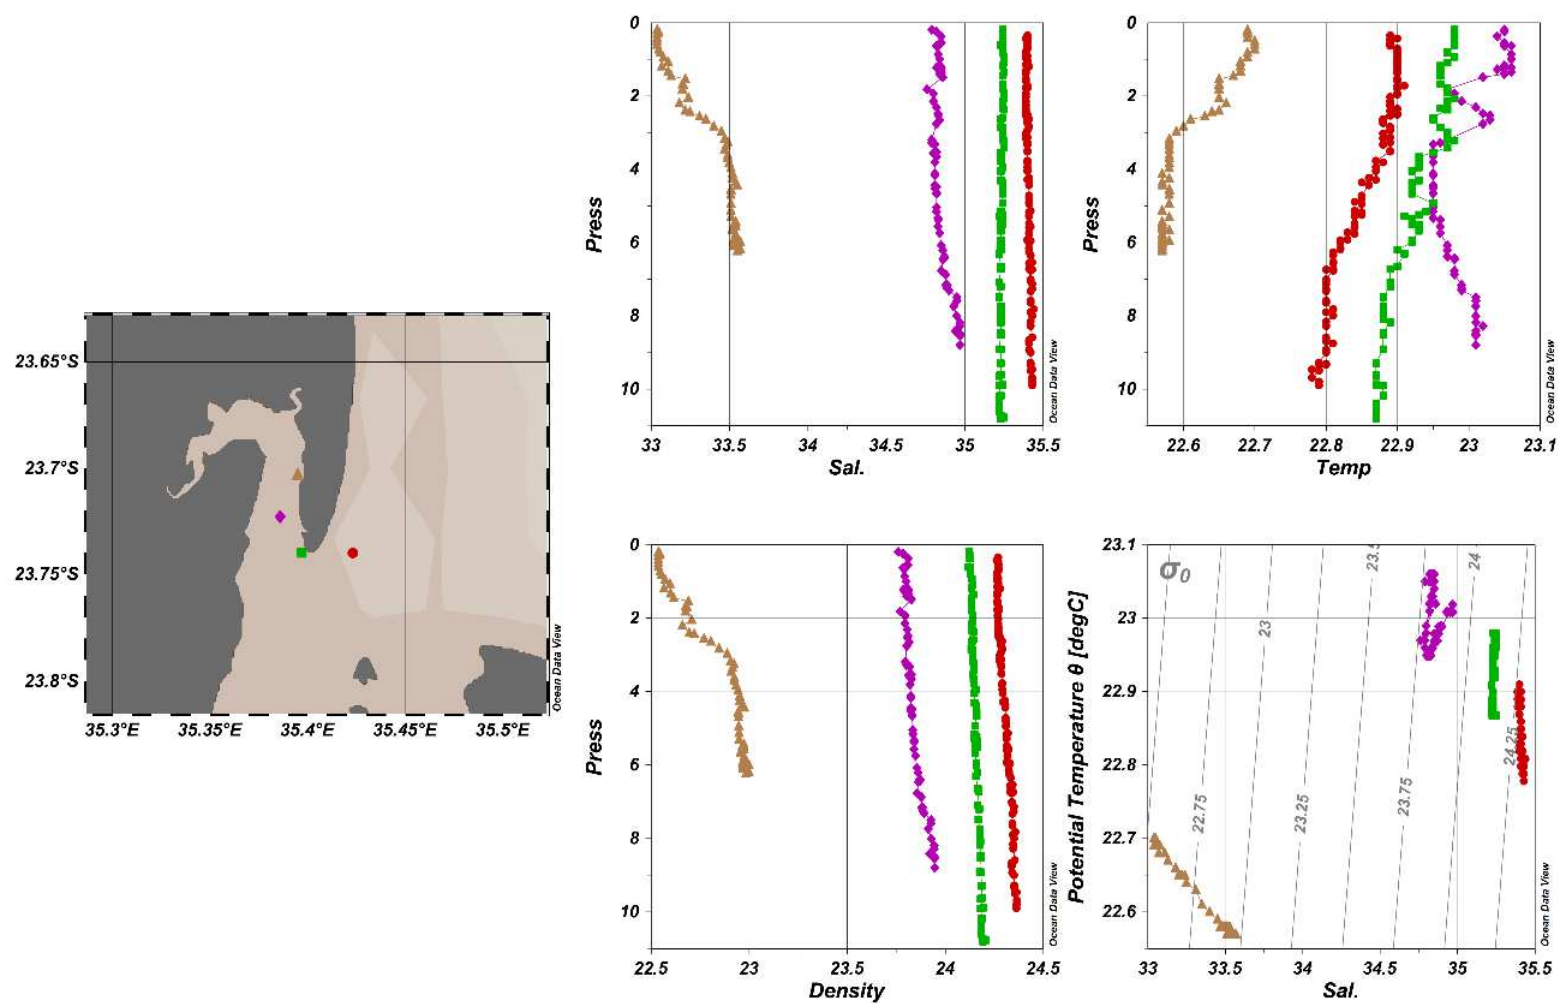 0
2
4
6
8
10
Press
33
33.5
34
34.5
35
35.5
Sal.
Ocean Data View
0
2
4
6
8
10
Press
22.6
22.7
22.8
22.9
23
23.1
Temp
Ocean Data View
23.65°S
23.7°S
23.75°S
23.8°S
35.3°E
35.35°E
35.4°E
35.45°E
35.5°E
Ocean Data View
0
2
4
6
8
10
Press
22.5
23
23.5
24
24.5
Density
Ocean Data View
23.1
23
22.9
22.8
22.7
22.6
Potential Temperature θ [degC]
σ0
22.75
23
23.25
23.5
23.75
24
24.25
33
33.5
34
34.5
35
35.5
Sal.
Ocean Data View